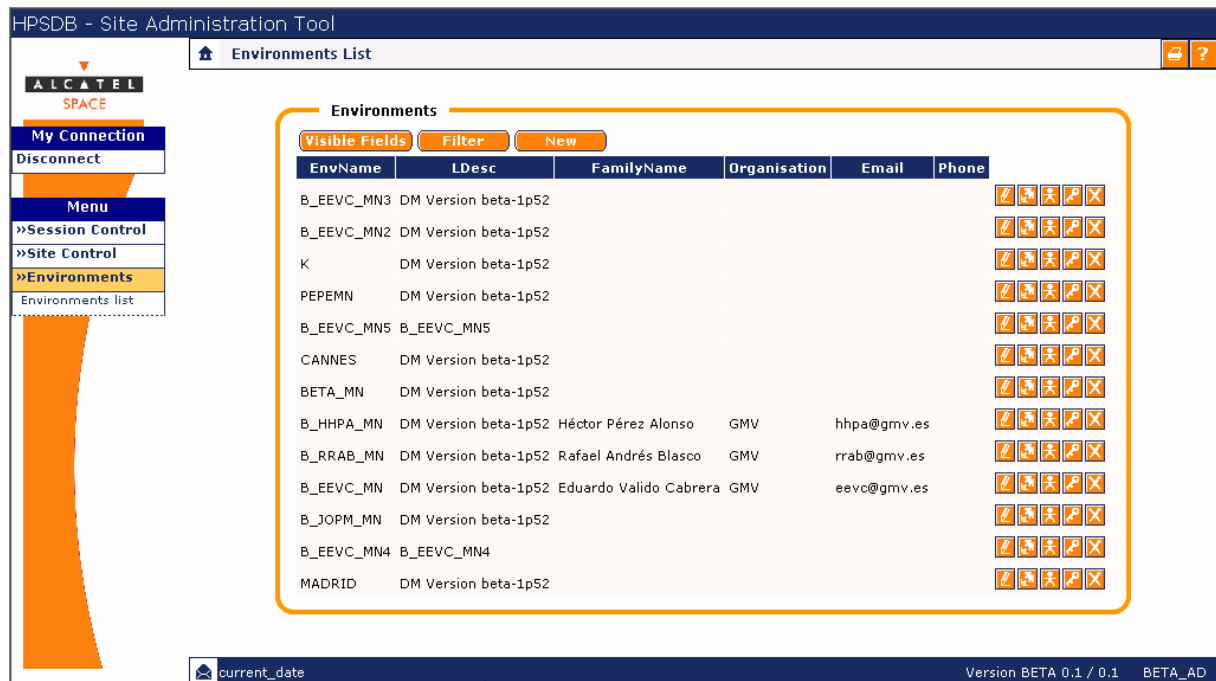 HPSDB - Site Administration Tool
Environments List
?
ALCATEL
SPACE
My Connection
Disconnect
Menu
»Session Control
»Site Control
»Environments
Environments list
Environments
Visible Fields Filter New
EnvName LDesc FamilyName Organisation Email Phone
B_EEVC_MN3 DM Version beta-1p52
B_EEVC_MN2 DM Version beta-1p52
K DM Version beta-1p52
PEPEMN DM Version beta-1p52
B_EEVC_MN5 B_EEVC_MN5
CANNES DM Version beta-1p52
BETA_MN DM Version beta-1p52
B_HHPA_MN DM Version beta-1p52 Héctor Pérez Alonso GMV hhpa@gmv.es
B_RRAB_MN DM Version beta-1p52 Rafael Andrés Blasco GMV rrab@gmv.es
B_EEVC_MN DM Version beta-1p52 Eduardo Valido Cabrera GMV eevc@gmv.es
B_JOPM_MN DM Version beta-1p52
B_EEVC_MN4 B_EEVC_MN4
MADRID DM Version beta-1p52
current_date Version BETA 0.1 / 0.1 BETA_AD